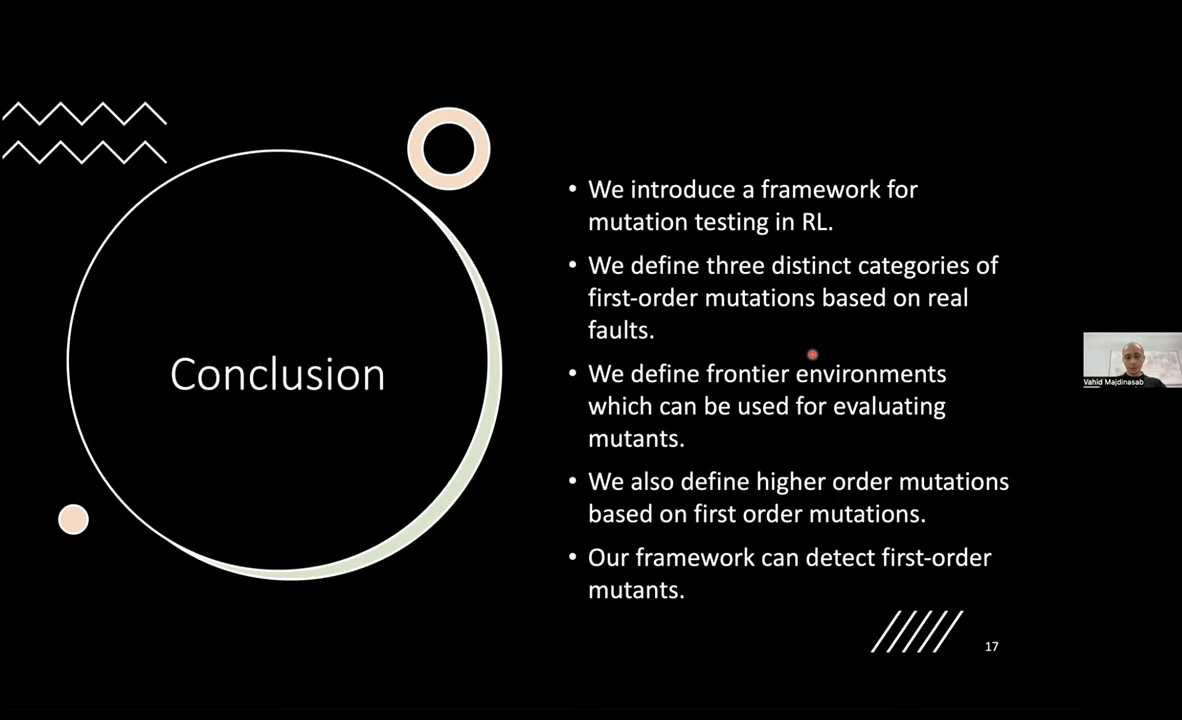 Conclusion
• We introduce a framework for
mutation testing in RL.
• We define three distinct categories of
first-order mutations based on real
faults.
• We define frontier environments
which can be used for evaluating
mutants.
• We also define higher order mutations
based on first order mutations.
• Our framework can detect first-order
mutants.
17
Vahid Majdinasab